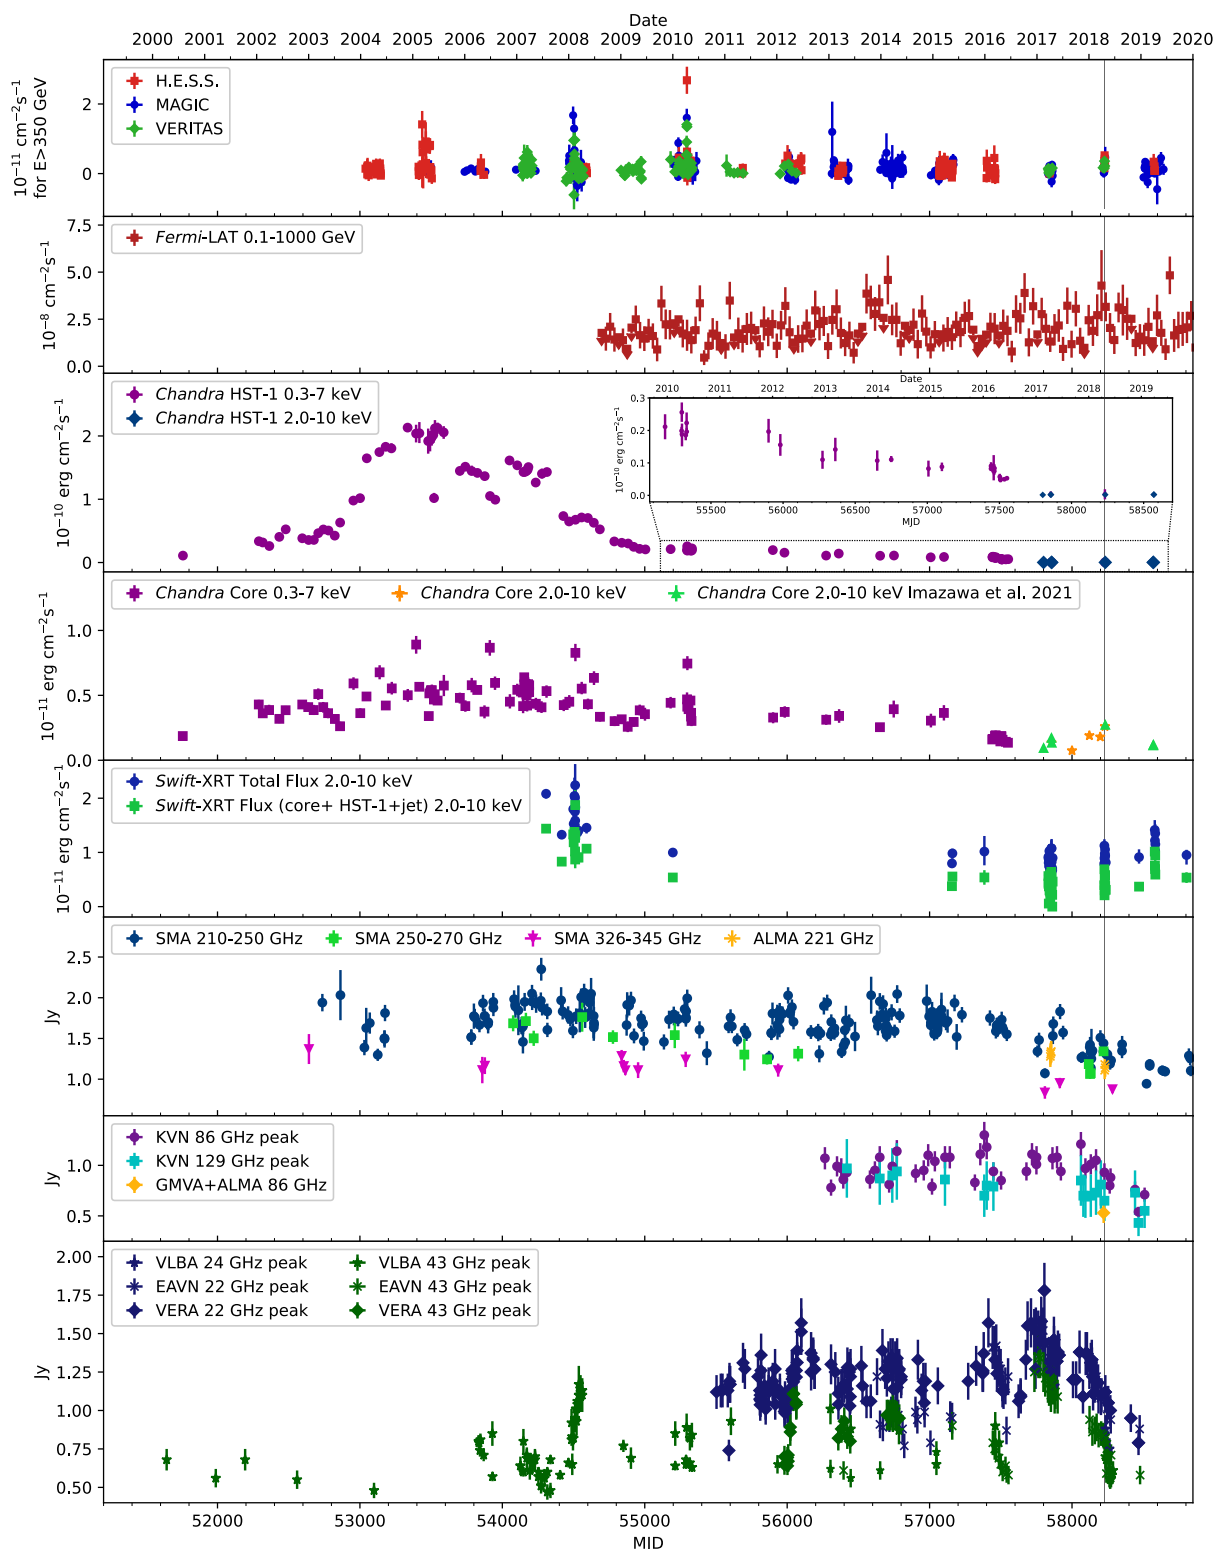 Date
2000 2001 2002 2003 2004 2005 2006 2007 2008 2009 2010 2011 2012 2013 2014 2015 2016 2017 2018 2019 2020
10⁻¹¹ cm⁻²s⁻¹
for E>350 GeV
2
0
H.E.S.S.
MAGIC
VERITAS
10⁻⁸ cm⁻²s⁻¹
7.5
5.0
2.5
0.0
Fermi-LAT 0.1-1000 GeV
10⁻¹⁰ erg cm⁻²s⁻¹
2
1
0
Chandra HST-1 0.3-7 keV
Chandra HST-1 2.0-10 keV
Date
2010 2011 2012 2013 2014 2015 2016 2017 2018 2019
10⁻¹⁰ erg cm⁻²s⁻¹
0.3
0.2
0.1
0.0
55500 56000 56500 57000 57500 58000 58500
MJD
10⁻¹¹ erg cm⁻²s⁻¹
1.0
0.5
0.0
Chandra Core 0.3-7 keV
Chandra Core 2.0-10 keV
Chandra Core 2.0-10 keV Imazawa et al. 2021
10⁻¹¹ erg cm⁻²s⁻¹
2
1
0
Swift-XRT Total Flux 2.0-10 keV
Swift-XRT Flux (core+ HST-1+jet) 2.0-10 keV
Jy
2.5
2.0
1.5
1.0
SMA 210-250 GHz
SMA 250-270 GHz
SMA 326-345 GHz
ALMA 221 GHz
Jy
1.0
0.5
KVN 86 GHz peak
KVN 129 GHz peak
GMVA+ALMA 86 GHz
Jy
2.00
1.75
1.50
1.25
1.00
0.75
0.50
VLBA 24 GHz peak
EAVN 22 GHz peak
VERA 22 GHz peak
VLBA 43 GHz peak
EAVN 43 GHz peak
VERA 43 GHz peak
52000 53000 54000 55000 56000 57000 58000
MJD